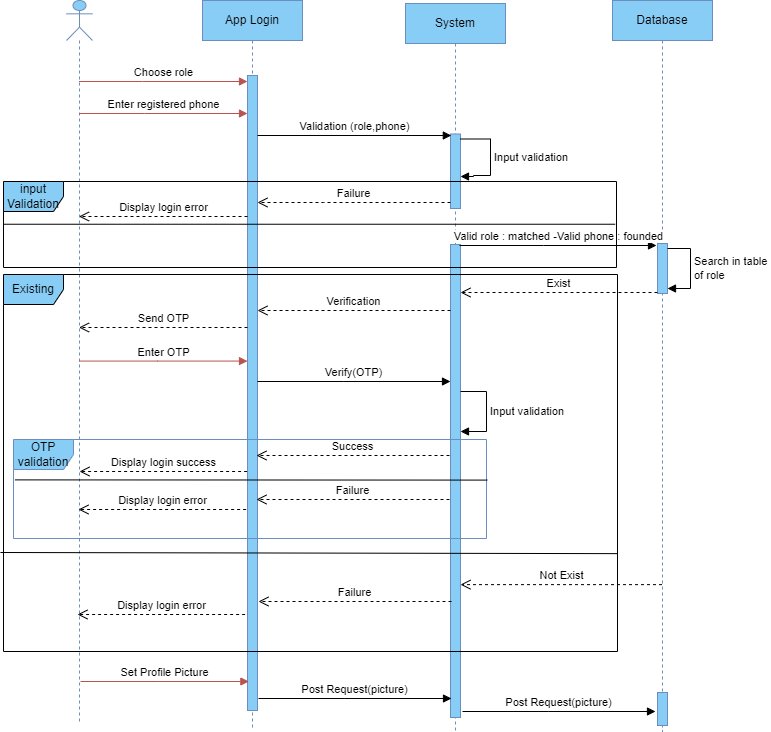 App Login
System
Database
Choose role
Enter registered phone
Validation (role,phone)
Input validation
input
Validation
Failure
Display login error
Valid role : matched -Valid phone : founded
Search in table
of role
Existing
Exist
Verification
Send OTP
Enter OTP
Verify(OTP)
Input validation
OTP
validation
Success
Display login success
Failure
Display login error
Not Exist
Failure
Display login error
Set Profile Picture
Post Request(picture)
Post Request(picture)